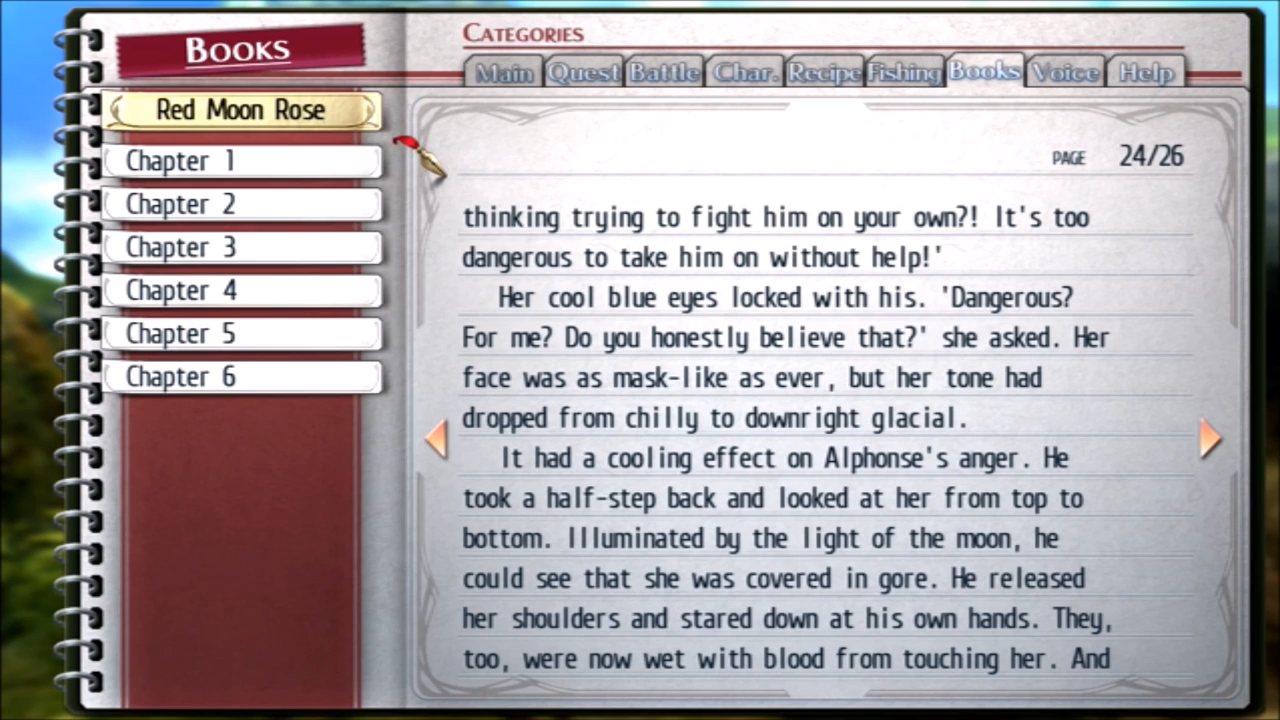 BOOKS
CATEGORIES
Main Quest Battle Char. Recipe Fishing Books Voice Help
Red Moon Rose
Chapter 1
Chapter 2
Chapter 3
Chapter 4
Chapter 5
Chapter 6
PAGE 24/26
thinking trying to fight him on your own?! It's too
dangerous to take him on without help!'
Her cool blue eyes locked with his. 'Dangerous?
For me? Do you honestly believe that?' she asked. Her
face was as mask-like as ever, but her tone had
dropped from chilly to downright glacial.
It had a cooling effect on Alphonse's anger. He
took a half-step back and looked at her from top to
bottom. Illuminated by the light of the moon, he
could see that she was covered in gore. He released
her shoulders and stared down at his own hands. They,
too, were now wet with blood from touching her. And